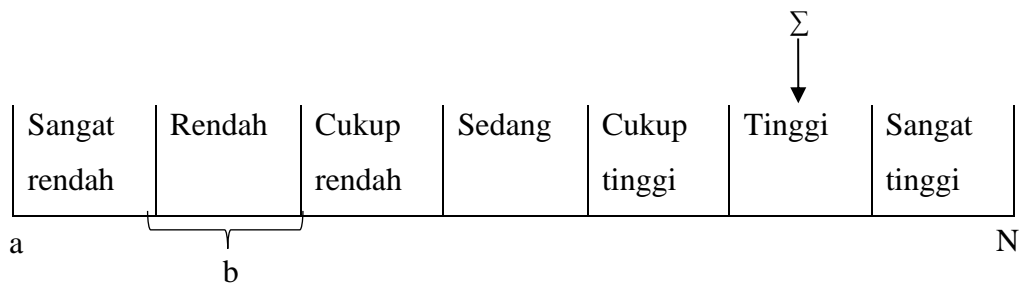 ∑
Sangat rendah
Rendah
Cukup rendah
Sedang
Cukup tinggi
Tinggi
Sangat tinggi
a
b
N